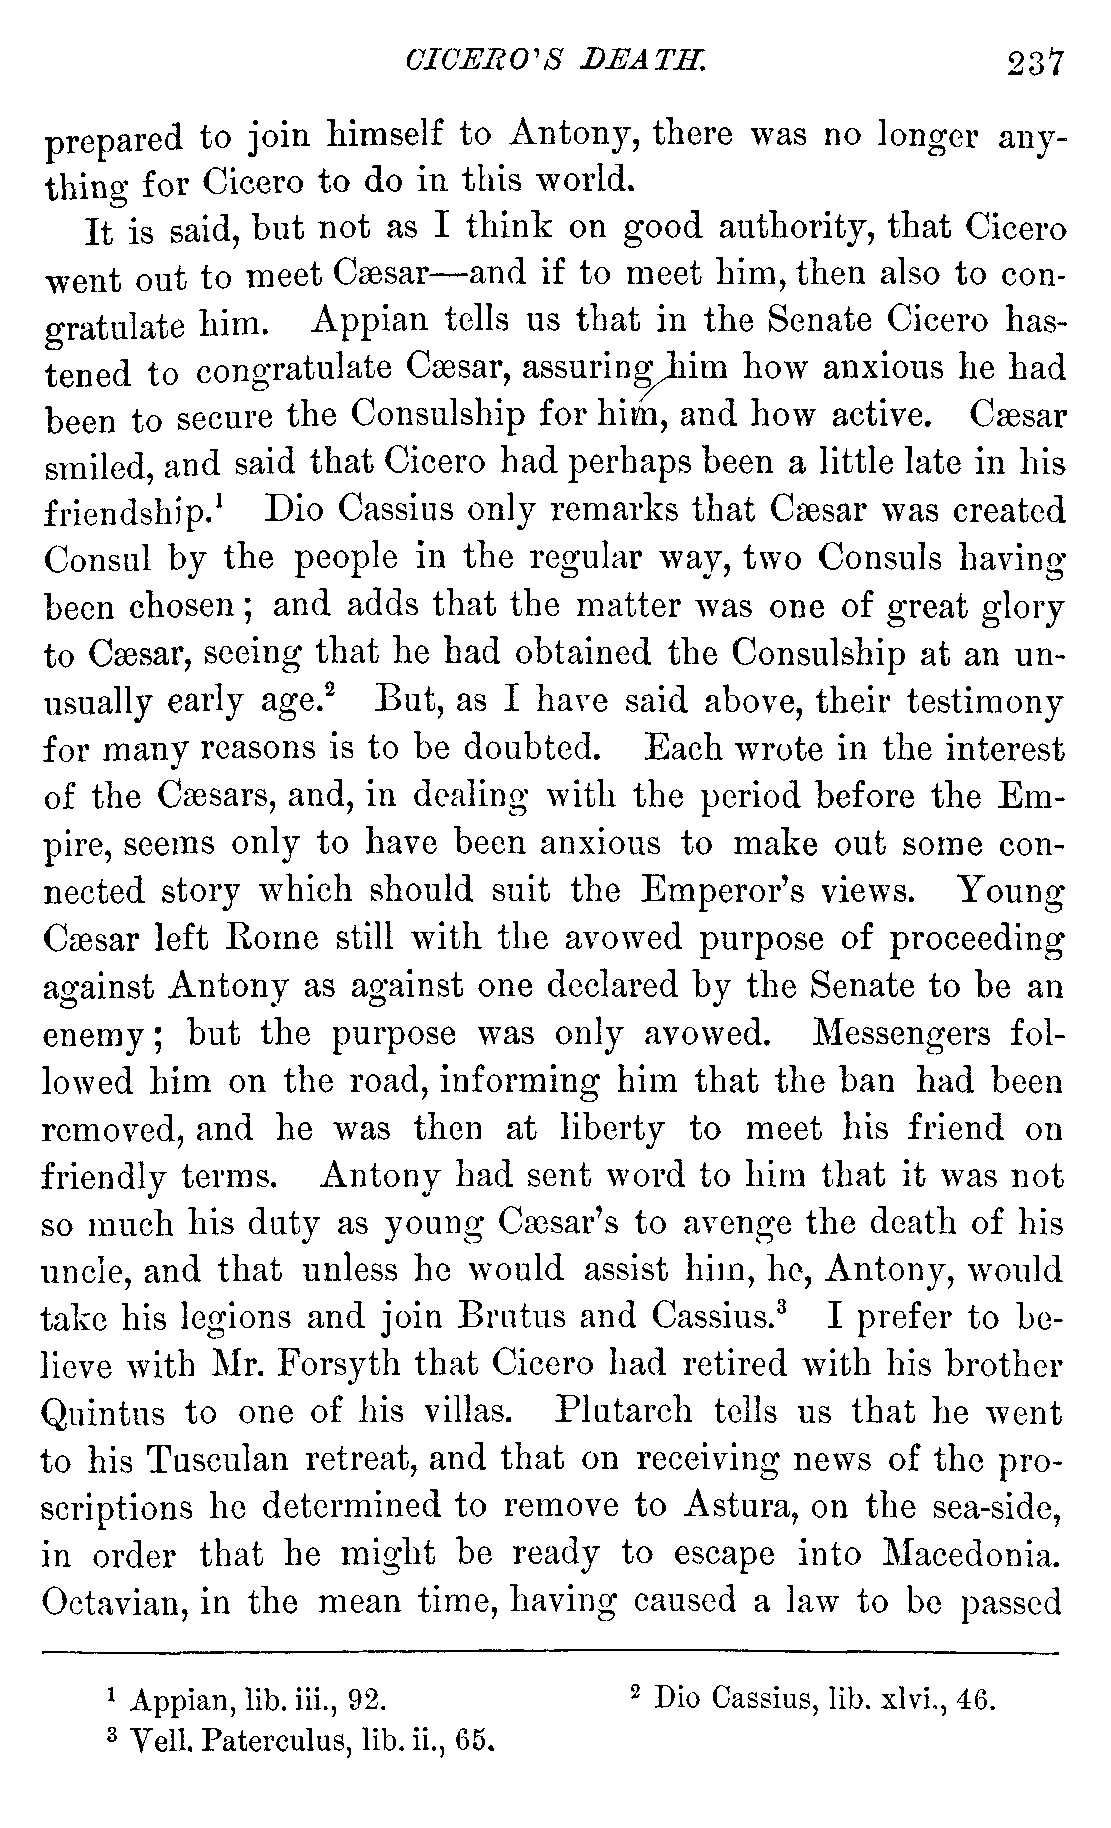 CICERO'S DEATH. 237
prepared to join himself to Antony, there was no longer any-
thing for Cicero to do in this world.
It is said, but not as I think on good authority, that Cicero
went out to meet Cæsar—and if to meet him, then also to con-
gratulate him. Appian tells us that in the Senate Cicero has-
tened to congratulate Cæsar, assuring him how anxious he had
been to secure the Consulship for him, and how active. Cæsar
smiled, and said that Cicero had perhaps been a little late in his
friendship.¹ Dio Cassius only remarks that Cæsar was created
Consul by the people in the regular way, two Consuls having
been chosen; and adds that the matter was one of great glory
to Cæsar, seeing that he had obtained the Consulship at an un-
usually early age.² But, as I have said above, their testimony
for many reasons is to be doubted. Each wrote in the interest
of the Cæsars, and, in dealing with the period before the Em-
pire, seems only to have been anxious to make out some con-
nected story which should suit the Emperor's views. Young
Cæsar left Rome still with the avowed purpose of proceeding
against Antony as against one declared by the Senate to be an
enemy; but the purpose was only avowed. Messengers fol-
lowed him on the road, informing him that the ban had been
removed, and he was then at liberty to meet his friend on
friendly terms. Antony had sent word to him that it was not
so much his duty as young Cæsar's to avenge the death of his
uncle, and that unless he would assist him, he, Antony, would
take his legions and join Brutus and Cassius.³ I prefer to be-
lieve with Mr. Forsyth that Cicero had retired with his brother
Quintus to one of his villas. Plutarch tells us that he went
to his Tusculan retreat, and that on receiving news of the pro-
scriptions he determined to remove to Astura, on the sea-side,
in order that he might be ready to escape into Macedonia.
Octavian, in the mean time, having caused a law to be passed
¹ Appian, lib. iii., 92. ² Dio Cassius, lib. xlvi., 46.
³ Vell. Paterculus, lib. ii., 65.